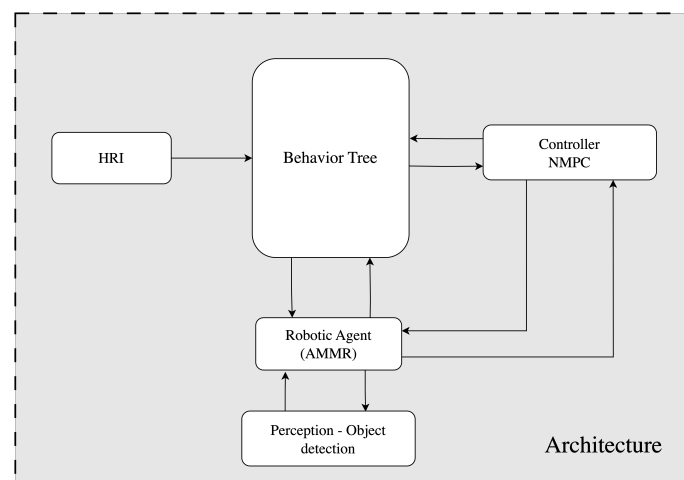 HRI
Behavior Tree
Controller
NMPC
Robotic Agent
(AMMR)
Perception - Object
detection
Architecture